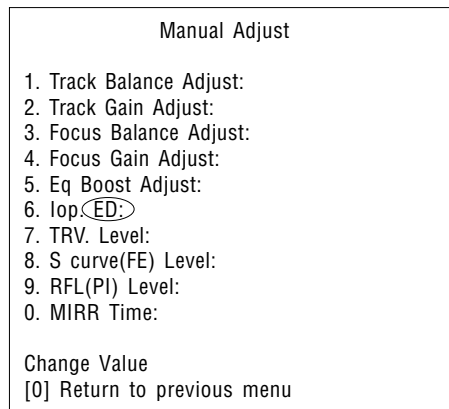 Manual Adjust
1. Track Balance Adjust:
2. Track Gain Adjust:
3. Focus Balance Adjust:
4. Focus Gain Adjust:
5. Eq Boost Adjust:
6. Iop.ED:
7. TRV. Level:
8. S curve(FE) Level:
9. RFL(PI) Level:
0. MIRR Time:
Change Value
[0] Return to previous menu